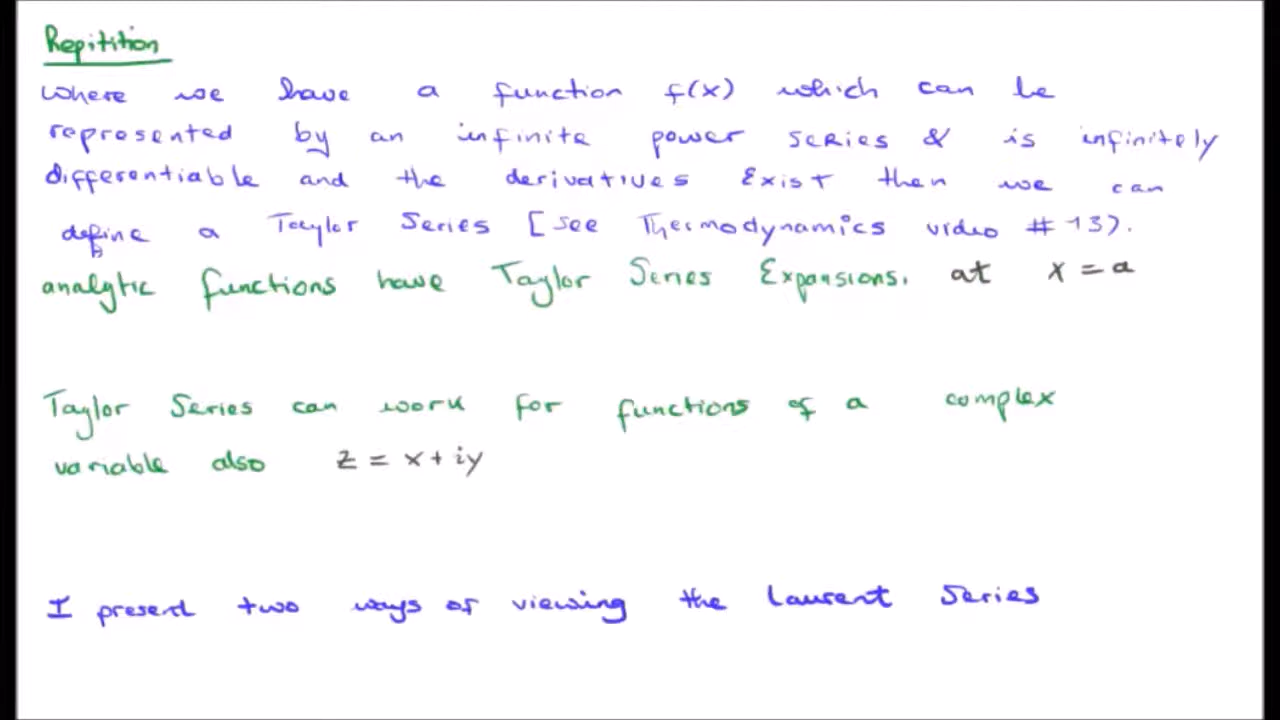 Repitition
where we have a function f(x) which can be
represented by an infinite power series & is infinitely
differentiable and the derivatives Exist then we can
define a Taylor Series [see Thermodynamics video #13).
analytic functions have Taylor Series Expansions. at x = a
Taylor Series can work for functions of a complex
variable also z = x + iy
I present two ways of viewing the Laurent Series